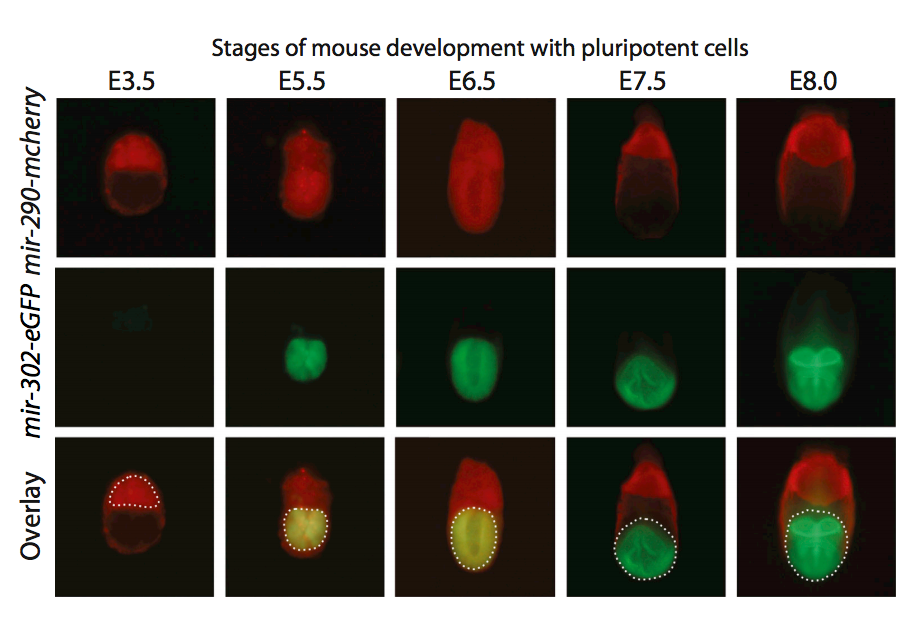 Stages of mouse development with pluripotent cells
E3.5 E5.5 E6.5 E7.5 E8.0
mir-290-mcherry
mir-302-eGFP
Overlay